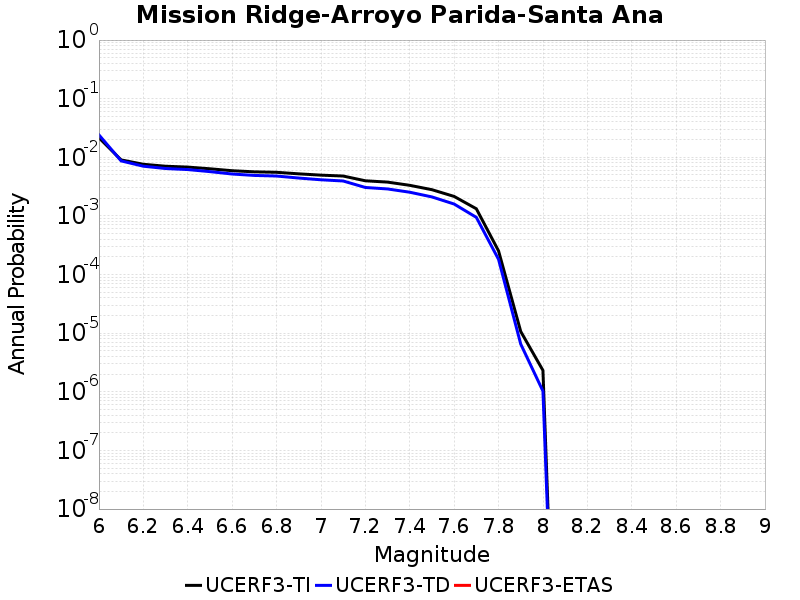 Mission Ridge-Arroyo Parida-Santa Ana
Annual Probability
10^0
10^-1
10^-2
10^-3
10^-4
10^-5
10^-6
10^-7
10^-8
6 6.2 6.4 6.6 6.8 7 7.2 7.4 7.6 7.8 8 8.2 8.4 8.6 8.8 9
Magnitude
UCERF3-TI UCERF3-TD UCERF3-ETAS